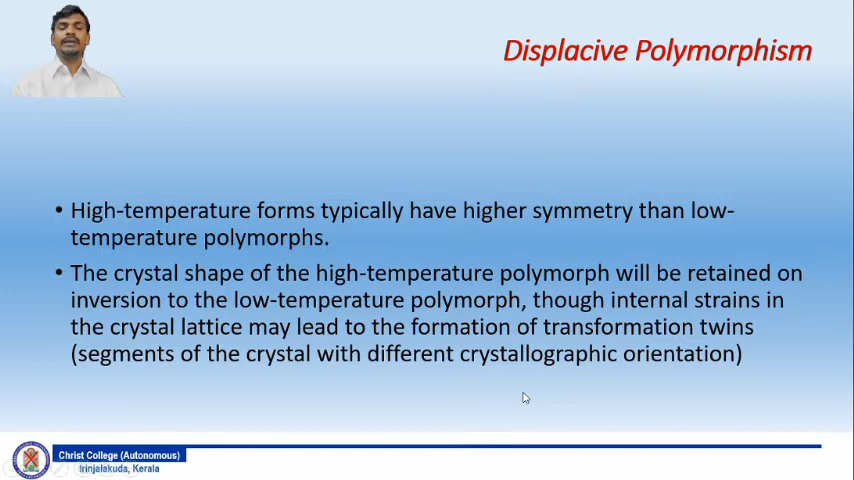 Displacive Polymorphism
• High-temperature forms typically have higher symmetry than low-
temperature polymorphs.
• The crystal shape of the high-temperature polymorph will be retained on
inversion to the low-temperature polymorph, though internal strains in
the crystal lattice may lead to the formation of transformation twins
(segments of the crystal with different crystallographic orientation)
Christ College (Autonomous)
Irinjalakuda, Kerala